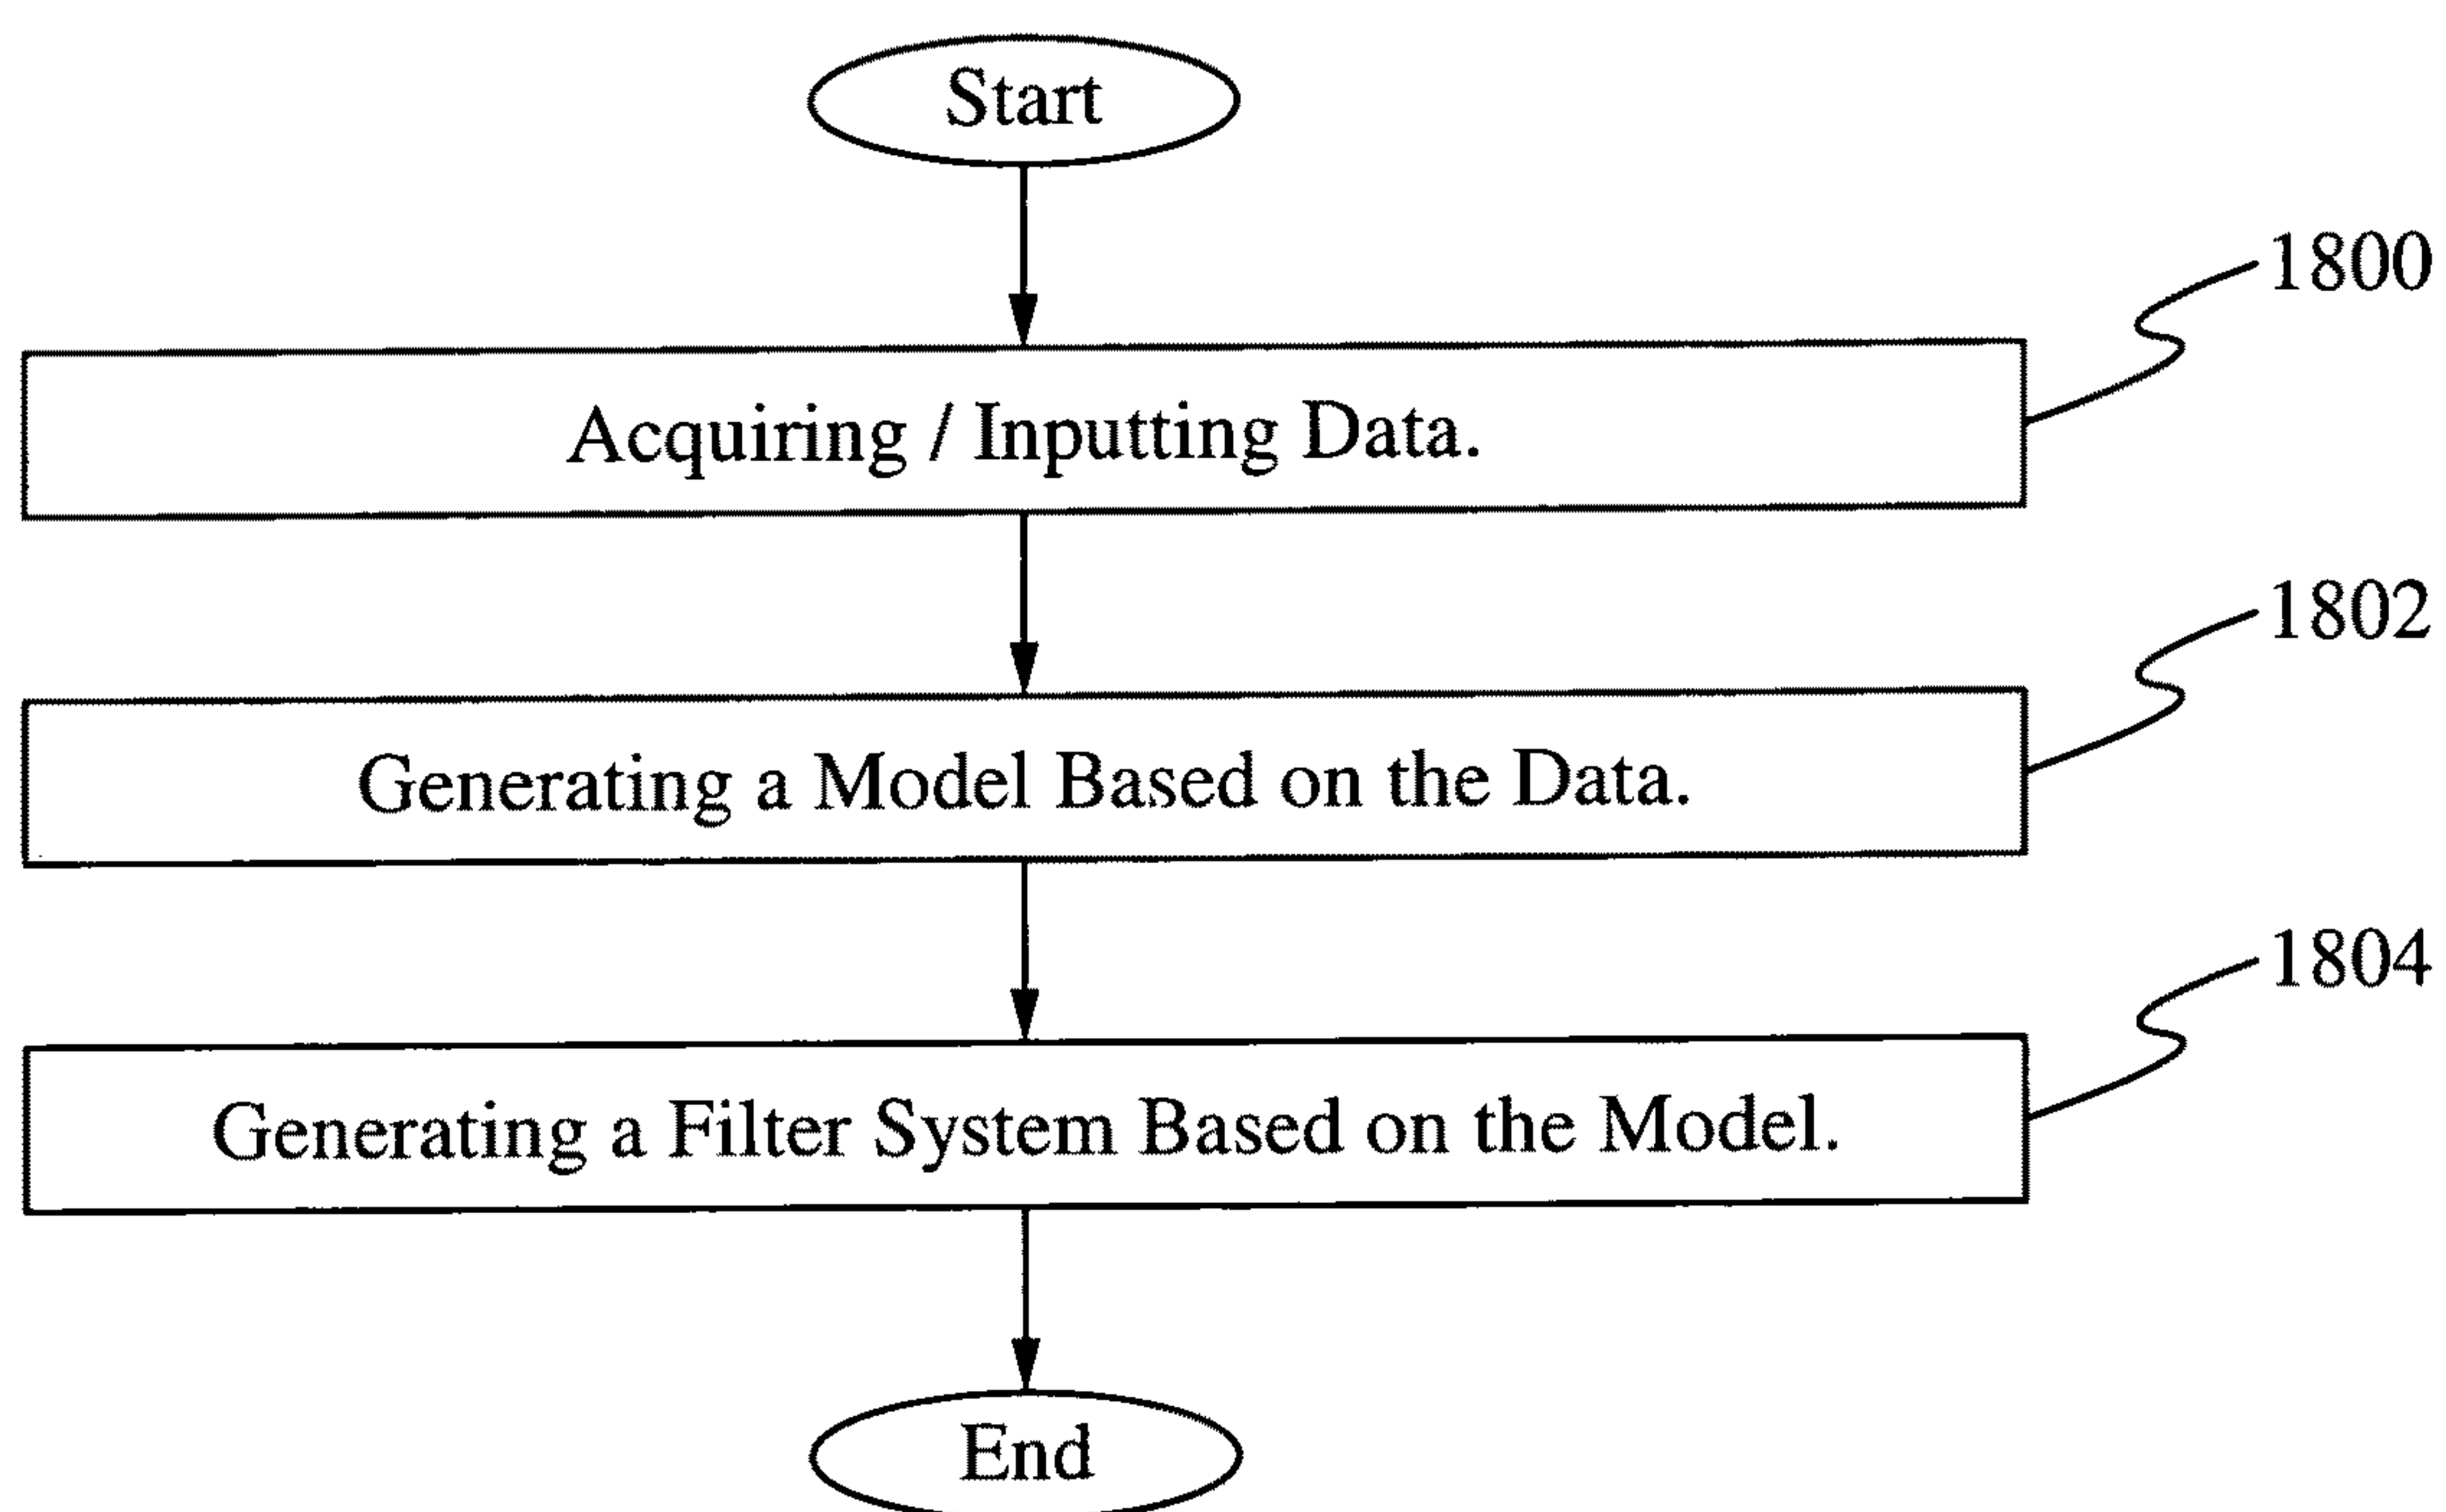 Start
1800
Acquiring / Inputting Data.
1802
Generating a Model Based on the Data.
1804
Generating a Filter System Based on the Model.
End